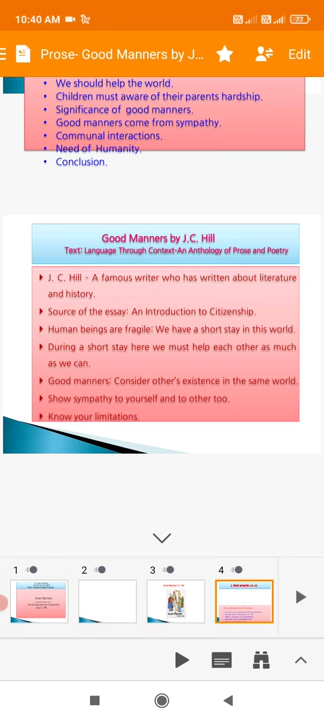 10:40 AM
77
Prose- Good Manners by J...
Edit
• We should help the world.
• Children must aware of their parents hardship.
• Significance of good manners.
• Good manners come from sympathy.
• Communal interactions.
• Need of Humanity.
• Conclusion.
Good Manners by J.C. Hill
Text: Language Through Context-An Anthology of Prose and Poetry
J. C. Hill - A famous writer who has written about literature
and history.
Source of the essay: An Introduction to Citizenship.
Human beings are fragile: We have a short stay in this world.
During a short stay here we must help each other as much
as we can.
Good manners: Consider other's existence in the same world.
Show sympathy to yourself and to other too.
Know your limitations.
1 2 3 4